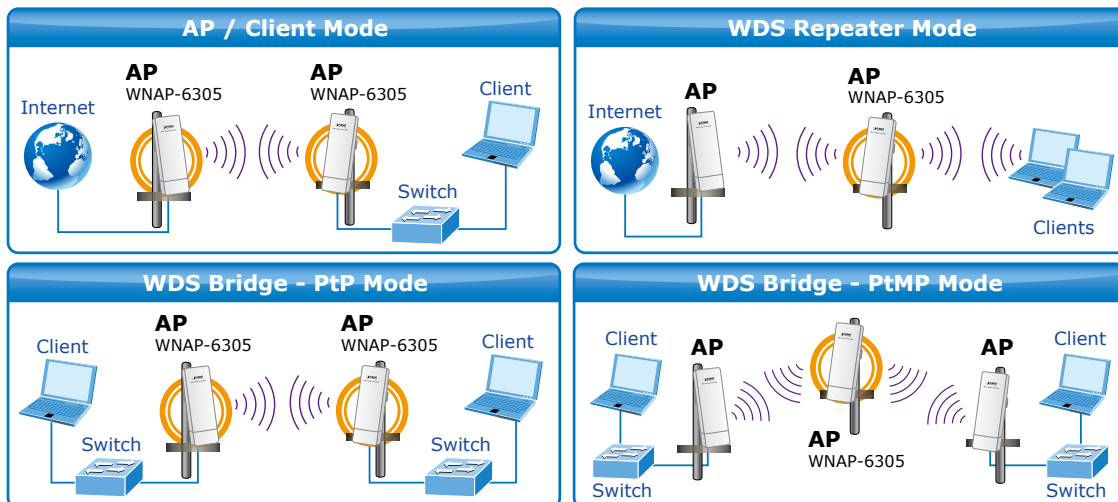 AP / Client Mode
AP
WNAP-6305
AP
WNAP-6305
Client
Internet
Switch
WDS Repeater Mode
AP
AP
WNAP-6305
Internet
Clients
WDS Bridge - PtP Mode
AP
WNAP-6305
AP
WNAP-6305
Client
Client
Switch
Switch
WDS Bridge - PtMP Mode
Client
AP
AP
Client
AP
WNAP-6305
Switch
Switch